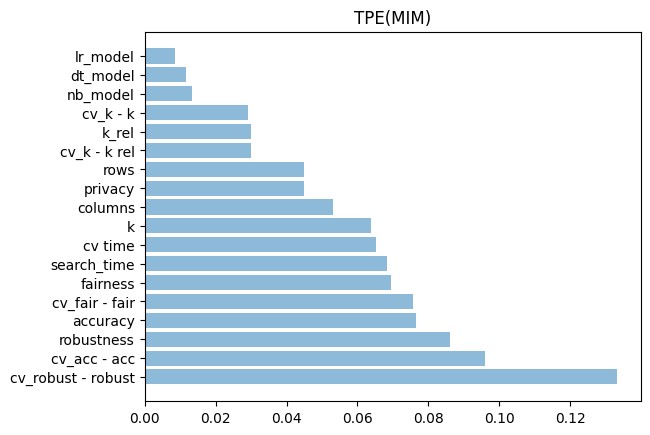 TPE(MIM)
lr_model
dt_model
nb_model
cv_k - k
k_rel
cv_k - k rel
rows
privacy
columns
k
cv time
search_time
fairness
cv_fair - fair
accuracy
robustness
cv_acc - acc
cv_robust - robust
0.00 0.02 0.04 0.06 0.08 0.10 0.12